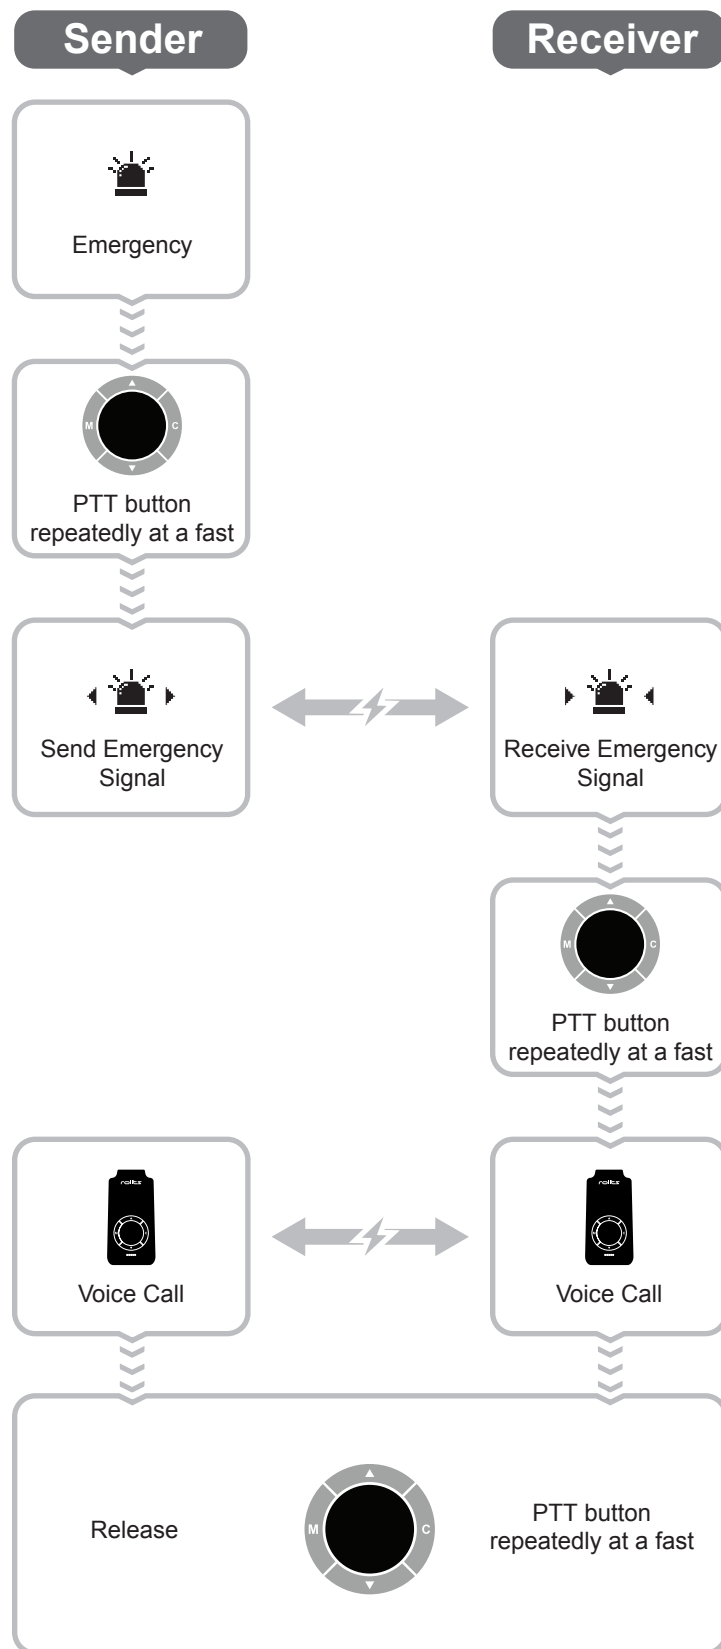 Sender
Receiver
Emergency
M
C
PTT button
repeatedly at a fast
Send Emergency
Signal
Receive Emergency
Signal
M
C
PTT button
repeatedly at a fast
Voice Call
Voice Call
Release
M
C
PTT button
repeatedly at a fast